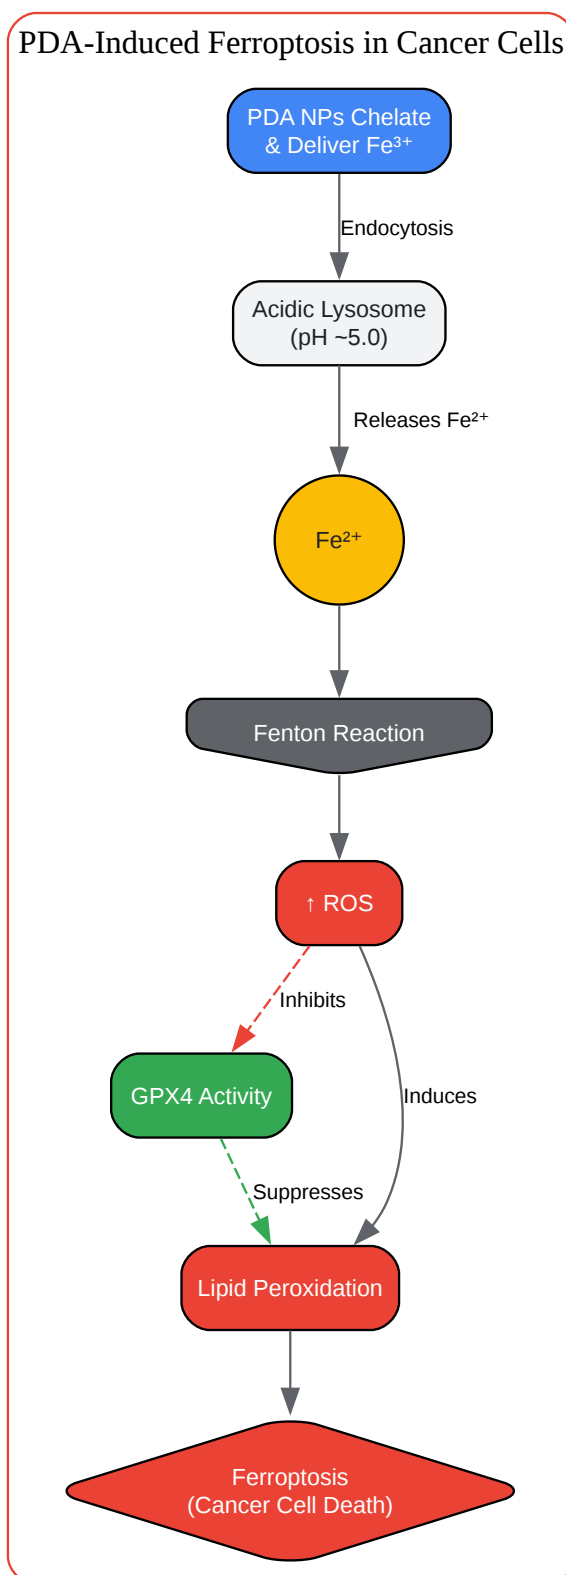 PDA-Induced Ferroptosis in Cancer Cells
PDA NPs Chelate
& Deliver Fe³⁺
Endocytosis
Acidic Lysosome
(pH ~5.0)
Releases Fe²⁺
Fe²⁺
Fenton Reaction
↑ ROS
Inhibits
GPX4 Activity
Induces
Suppresses
Lipid Peroxidation
Ferroptosis
(Cancer Cell Death)